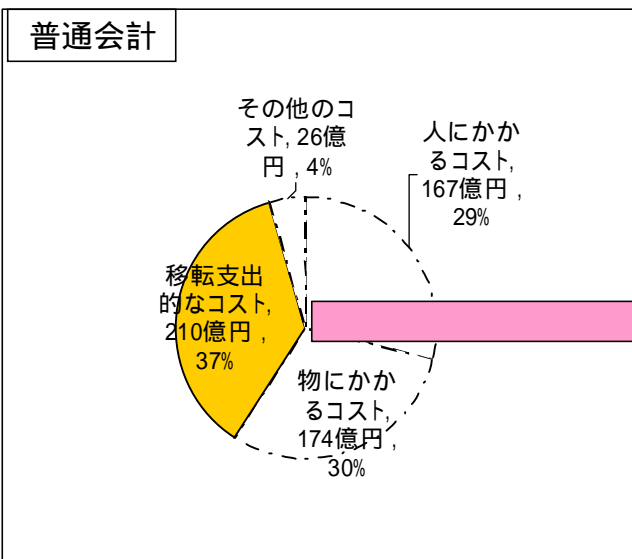 普通会計
その他のコ
スト, 26億
円 , 4%
人にかか
るコスト,
167億円 ,
29%
移転支出
的なコスト,
210億円 ,
37%
物にかか
るコスト,
174億円 ,
30%